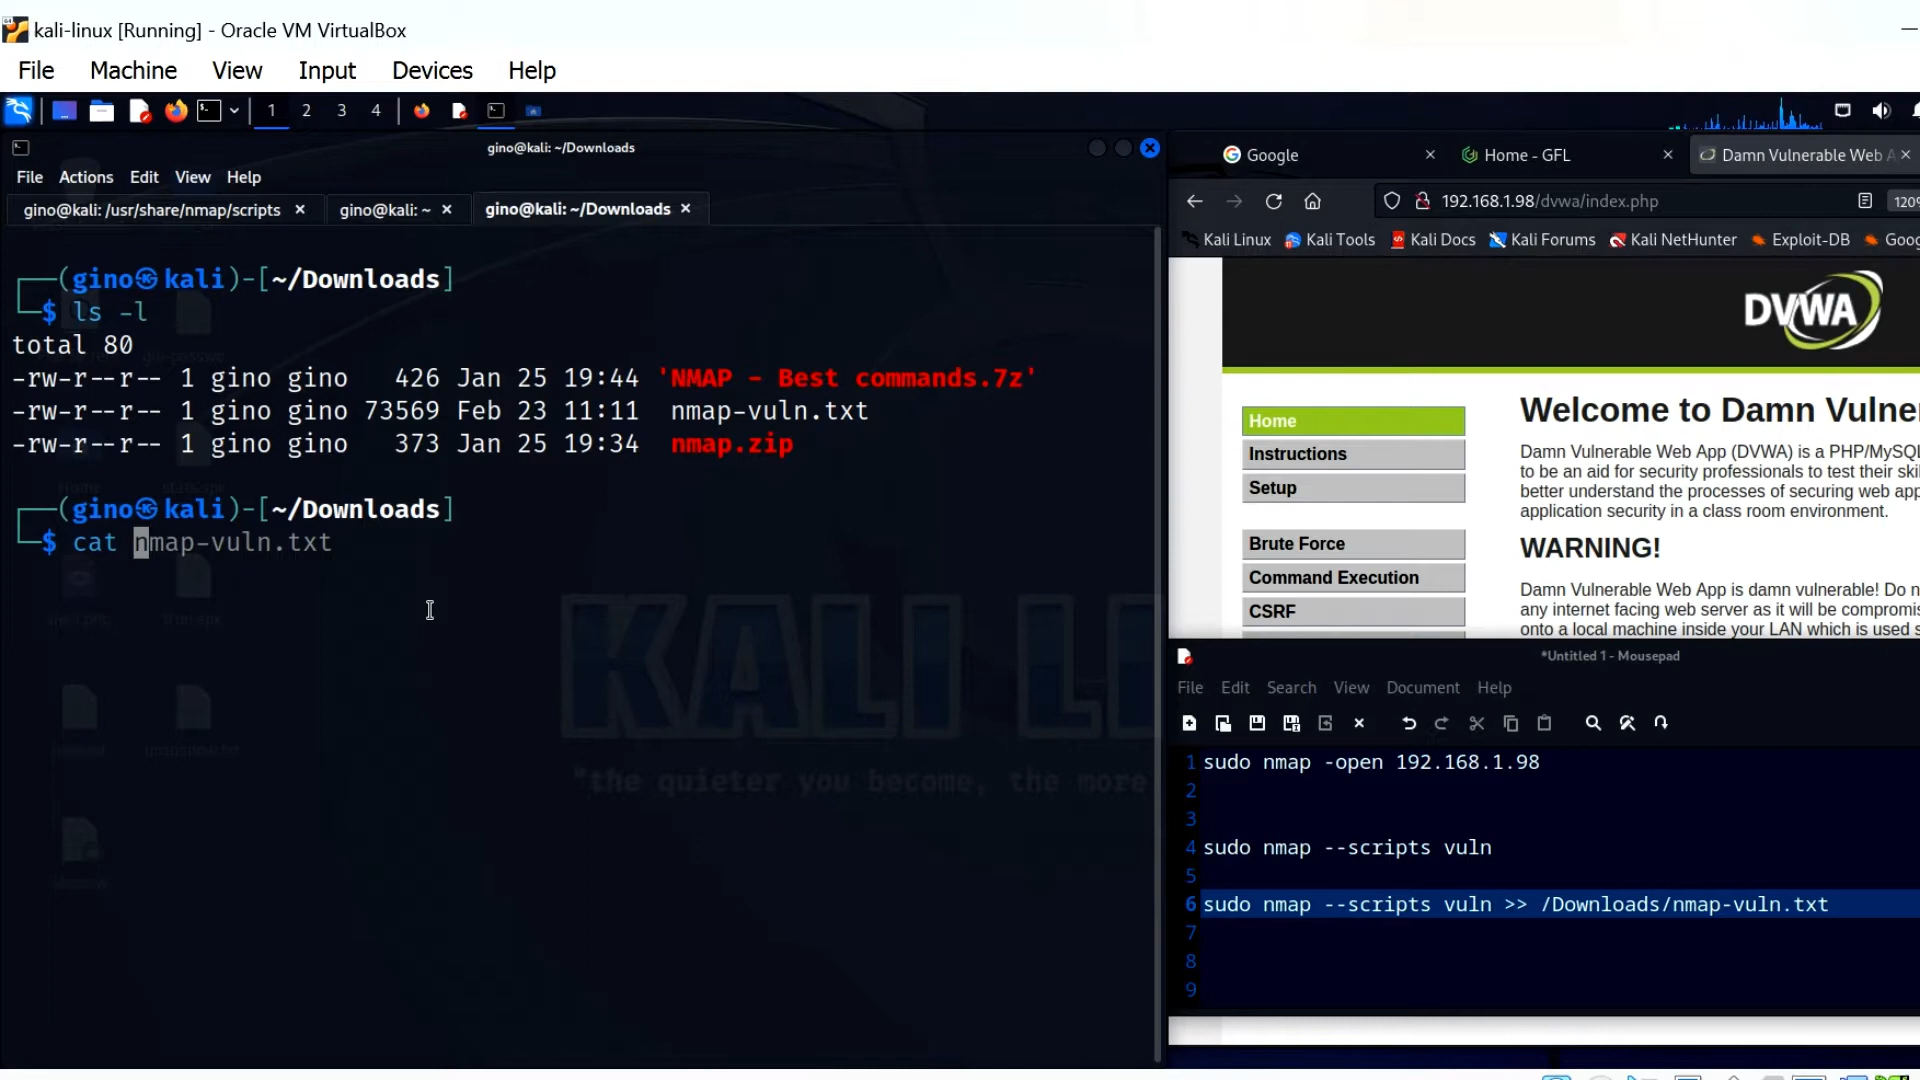 kali-linux [Running] - Oracle VM VirtualBox
File Machine View Input Devices Help
1 2 3 4
gino@kali: ~/Downloads
File Actions Edit View Help
gino@kali: /usr/share/nmap/scripts
gino@kali: ~
gino@kali: ~/Downloads
(gino㉿kali)-[~/Downloads]
$ ls -l
total 80
-rw-r--r-- 1 gino gino 426 Jan 25 19:44 'NMAP - Best commands.7z'
-rw-r--r-- 1 gino gino 73569 Feb 23 11:11 nmap-vuln.txt
-rw-r--r-- 1 gino gino 373 Jan 25 19:34 nmap.zip
(gino㉿kali)-[~/Downloads]
$ cat nmap-vuln.txt
KALI LI
"the quieter you become, the more
Google
Home - GFL
Damn Vulnerable Web A
192.168.1.98/dvwa/index.php
120%
Kali Linux Kali Tools Kali Docs Kali Forums Kali NetHunter Exploit-DB Goog
DVWA
Home
Instructions
Setup
Brute Force
Command Execution
CSRF
Welcome to Damn Vulner
Damn Vulnerable Web App (DVWA) is a PHP/MySQL
to be an aid for security professionals to test their skil
better understand the processes of securing web app
application security in a class room environment.
WARNING!
Damn Vulnerable Web App is damn vulnerable! Do n
any internet facing web server as it will be compromis
onto a local machine inside your LAN which is used s
*Untitled 1 - Mousepad
File Edit Search View Document Help
1 sudo nmap -open 192.168.1.98
2
3
4 sudo nmap --scripts vuln
5
6 sudo nmap --scripts vuln >> /Downloads/nmap-vuln.txt
7
8
9